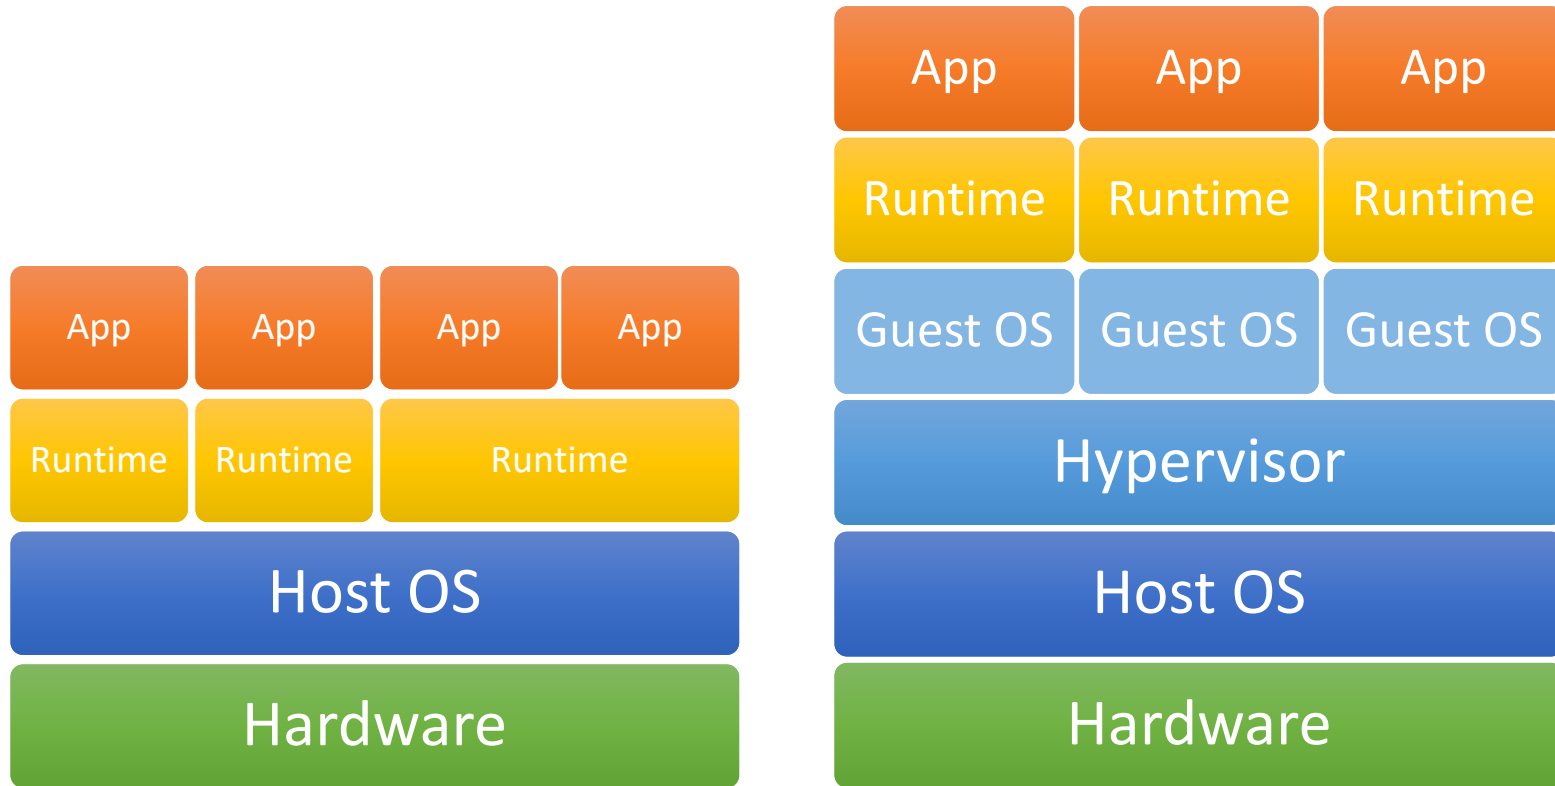 App App App App
Runtime Runtime Runtime
Host OS
Hardware
App App App
Runtime Runtime Runtime
Guest OS Guest OS Guest OS
Hypervisor
Host OS
Hardware